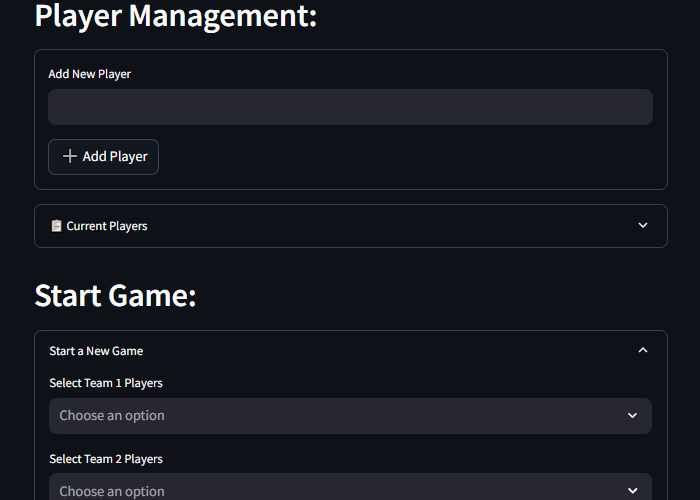 Player Management:
Add New Player
Add Player
Current Players
Start Game:
Start a New Game
Select Team 1 Players
Choose an option
Select Team 2 Players
Choose an option